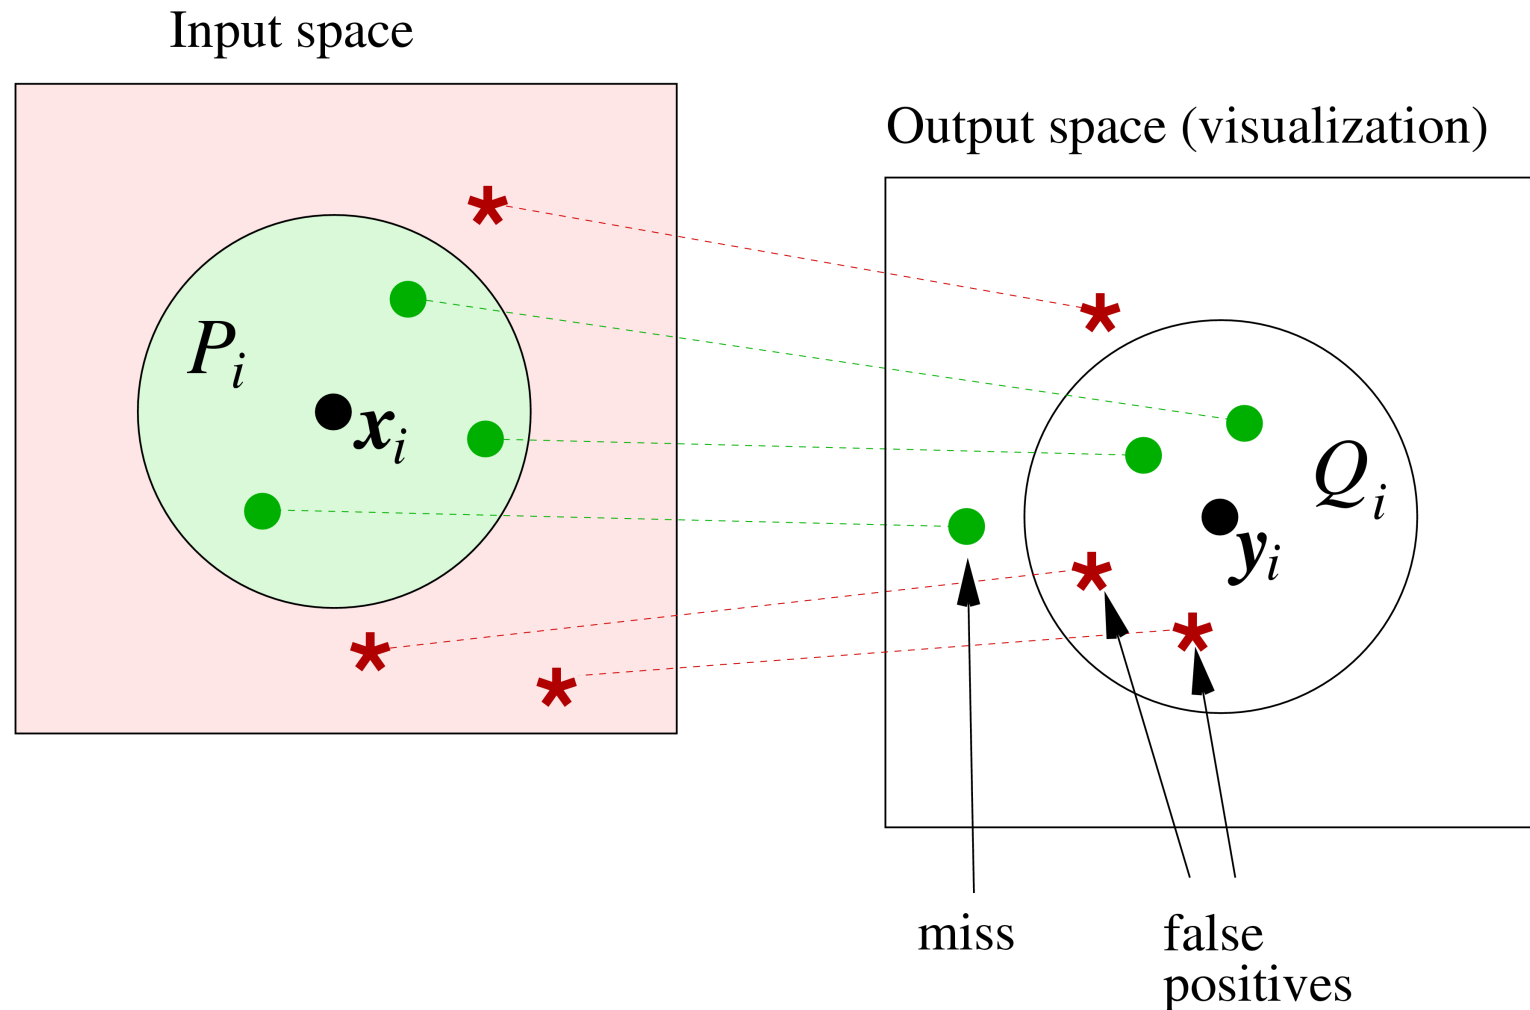 Input space
Output space (visualization)
P_i
x_i
Q_i
y_i
miss
false
positives